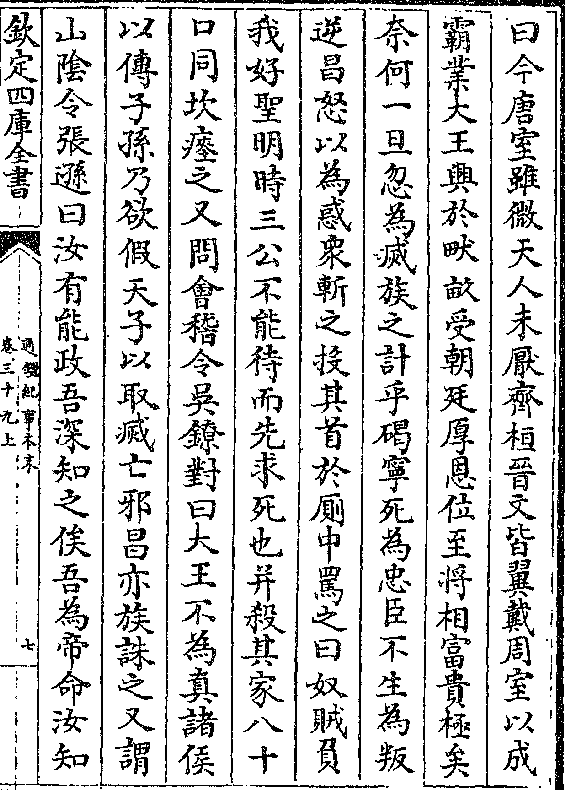 曰今唐室雖微天人未厭齊桓晉文皆翼戴周室以成
霸業大王興於畎畝受朝廷厚恩位至將相富貴極矣
奈何一旦忽為滅族之計乎碣寧死為忠臣不生為叛
逆昌怒以為惑衆斬之投其首於厠中罵之曰奴賊負
我好聖明時三公不能待而先求死也并殺其家八十
口同坎瘞之又問會稽令吳鐐對曰大王不為真諸侯
以傳子孫乃欲假天子以取滅亡邪昌亦族誅之又謂
山陰令張遜曰汝有能政吾深知之俟吾為帝命汝知
欽定四庫全書
通鑑紀事本末
卷三十九上
七